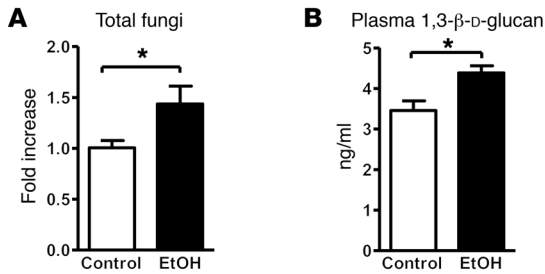 A
Total fungi
Fold increase
2.0
1.5
1.0
0.5
0.0
*
Control
EtOH
B
Plasma 1,3-β-D-glucan
ng/ml
5
4
3
2
1
0
*
Control
EtOH